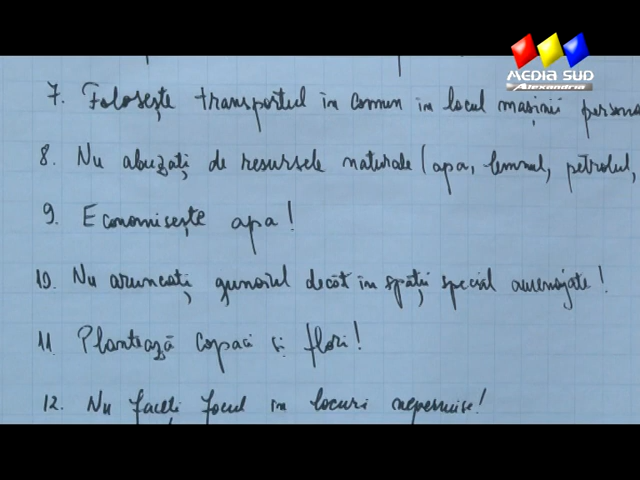 MEDIA SUD
Alexandria
7. Folosește transportul în comun în locul mașinii persona
8. Nu abuzați de resursele naturale (apa, lemnul, petrolul,
9. Economisește apa!
10. Nu aruncați gunoiul decât în spații special amenajate!
11. Plantează copaci și flori!
12. Nu faceți focul în locuri nepermise!